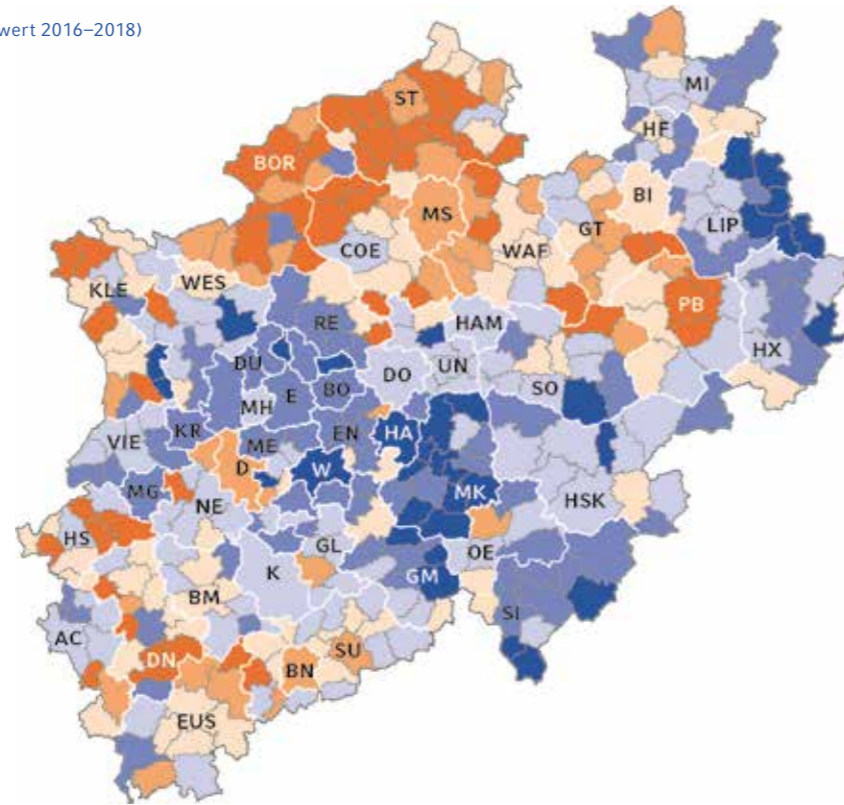 wert 2016–2018)
ST
MI
HF
BOR
BI
MS
GT
LIP
COE
WAF
KLE
WES
PB
RE
HAM
HX
DU
DO
UN
SO
E
BO
MH
VIE
KR
EN
HA
ME
D
W
MG
MK
HSK
NE
HS
GL
OE
K
GM
BM
SI
AC
SU
DN
BN
EUS